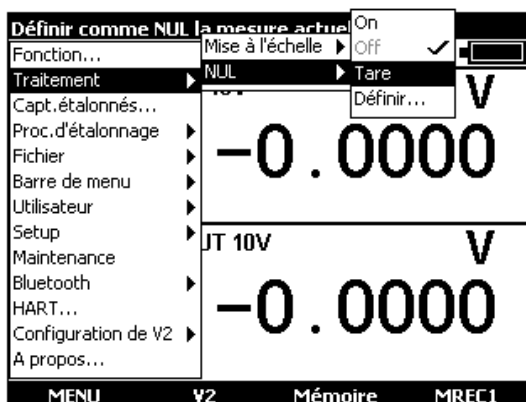 Définir comme NUL la mesure actuel
Fonction...
Traitement
Capt.étalonnés...
Proc.d'étalonnage
Fichier
Barre de menu
Utilisateur
Setup
Maintenance
Bluetooth
HART...
Configuration de V2
A propos...
Mise à l'échelle
NUL
On
Off
Tare
Définir...
V
-0.0000
UT 10V
V
-0.0000
MENU V2 Mémoire MREC1